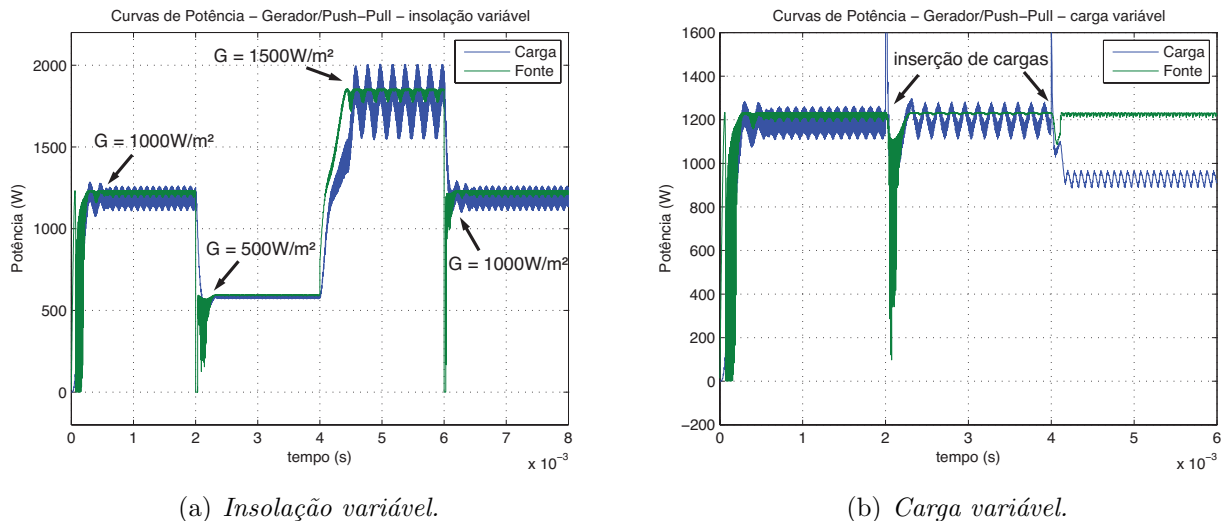 Curvas de Potência − Gerador/Push−Pull − insolação variável
Potência (W)
2000
1500
1000
500
0
G = 1000W/m²
G = 1500W/m²
G = 500W/m²
G = 1000W/m²
Carga
Fonte
0 1 2 3 4 5 6 7 8
tempo (s)
x 10⁻³
(a) Insolação variável.
Curvas de Potência − Gerador/Push−Pull − carga variável
Potência (W)
1600
1400
1200
1000
800
600
400
200
0
−200
inserção de cargas
Carga
Fonte
0 1 2 3 4 5 6
tempo (s)
x 10⁻³
(b) Carga variável.